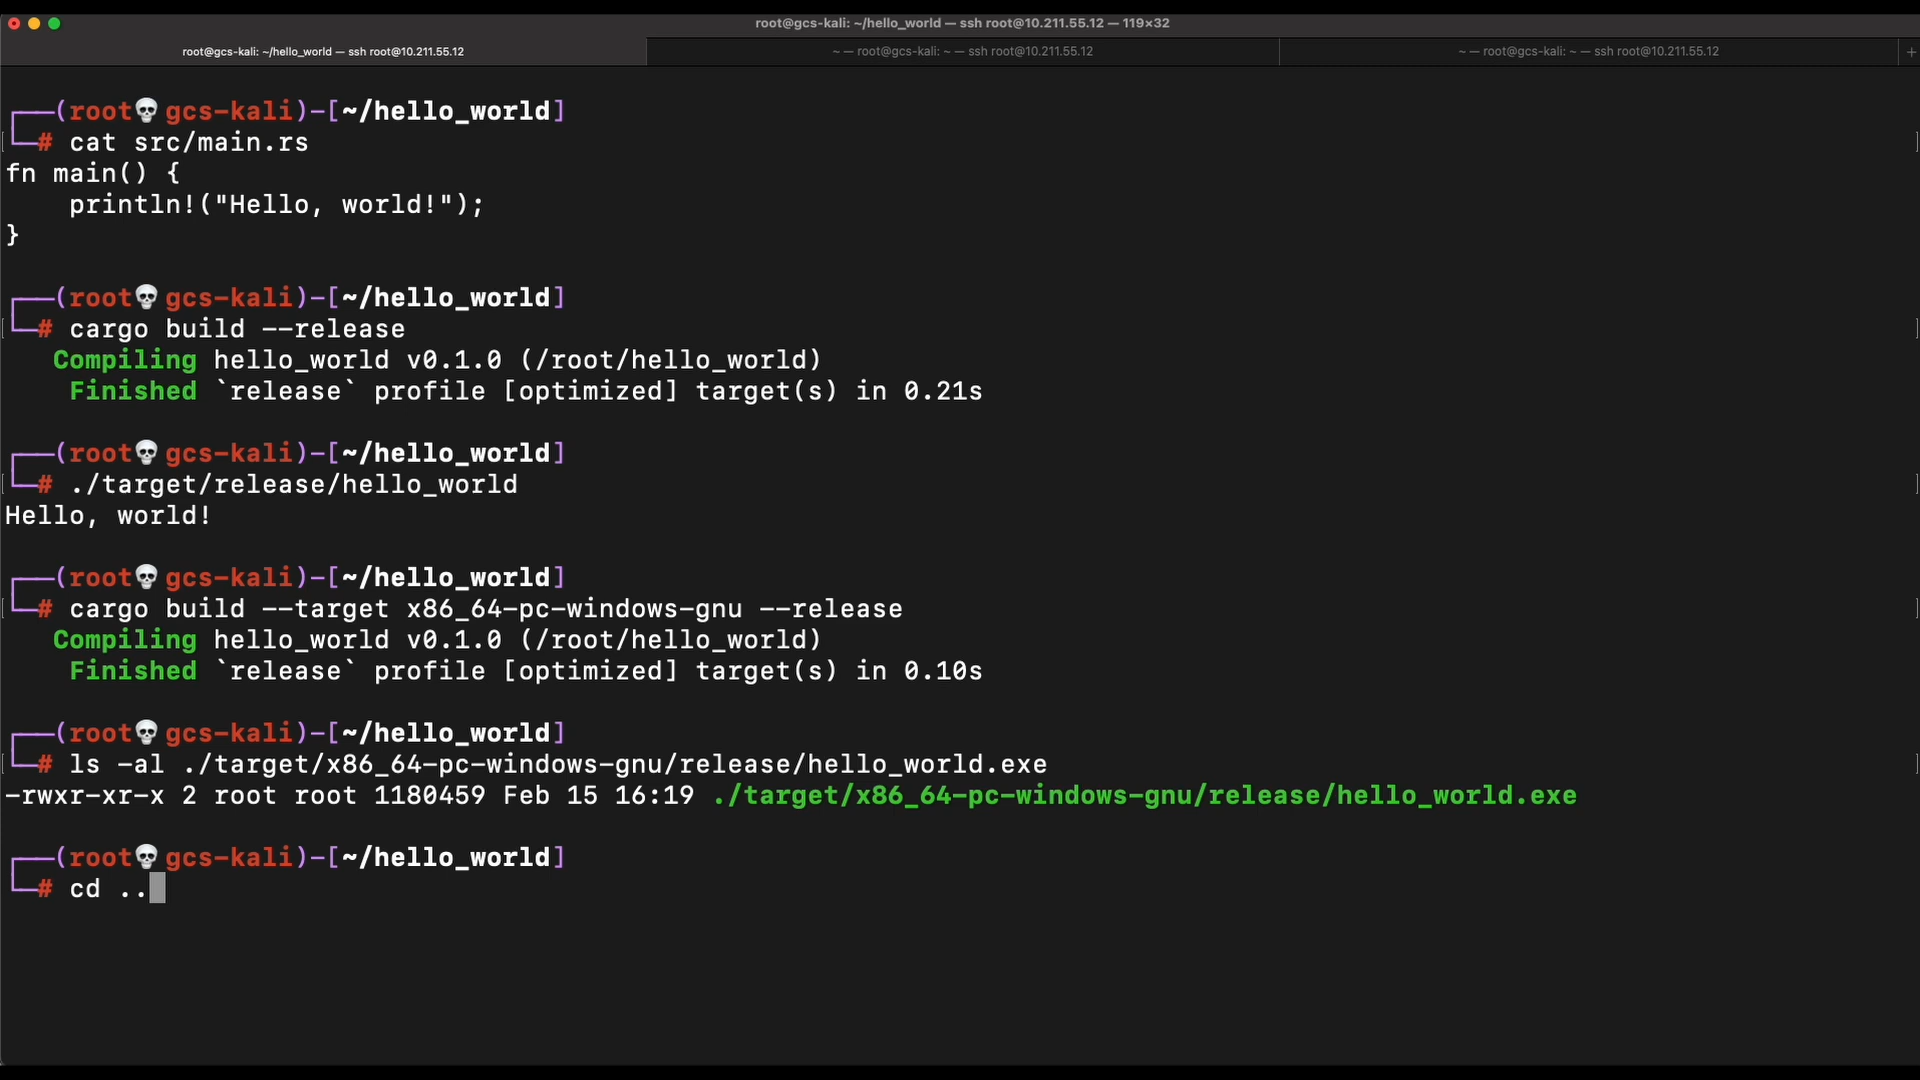 root@gcs-kali: ~/hello_world — ssh root@10.211.55.12 — 119×32
root@gcs-kali: ~/hello_world — ssh root@10.211.55.12
~ — root@gcs-kali: ~ — ssh root@10.211.55.12
~ — root@gcs-kali: ~ — ssh root@10.211.55.12
+
┌──(root💀gcs-kali)-[~/hello_world]
└─# cat src/main.rs
fn main() {
    println!("Hello, world!");
}
┌──(root💀gcs-kali)-[~/hello_world]
└─# cargo build --release
   Compiling hello_world v0.1.0 (/root/hello_world)
    Finished `release` profile [optimized] target(s) in 0.21s
┌──(root💀gcs-kali)-[~/hello_world]
└─# ./target/release/hello_world
Hello, world!
┌──(root💀gcs-kali)-[~/hello_world]
└─# cargo build --target x86_64-pc-windows-gnu --release
   Compiling hello_world v0.1.0 (/root/hello_world)
    Finished `release` profile [optimized] target(s) in 0.10s
┌──(root💀gcs-kali)-[~/hello_world]
└─# ls -al ./target/x86_64-pc-windows-gnu/release/hello_world.exe
-rwxr-xr-x 2 root root 1180459 Feb 15 16:19 ./target/x86_64-pc-windows-gnu/release/hello_world.exe
┌──(root💀gcs-kali)-[~/hello_world]
└─# cd ..